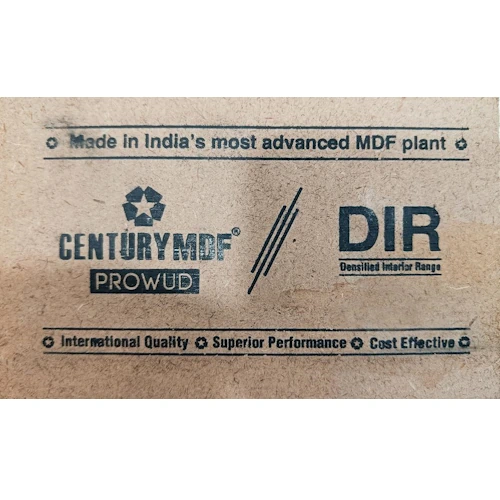 Made in India's most advanced MDF plant
CENTURYMDF®
PROWUD
DIR
Densified Interior Range
International Quality Superior Performance Cost Effective